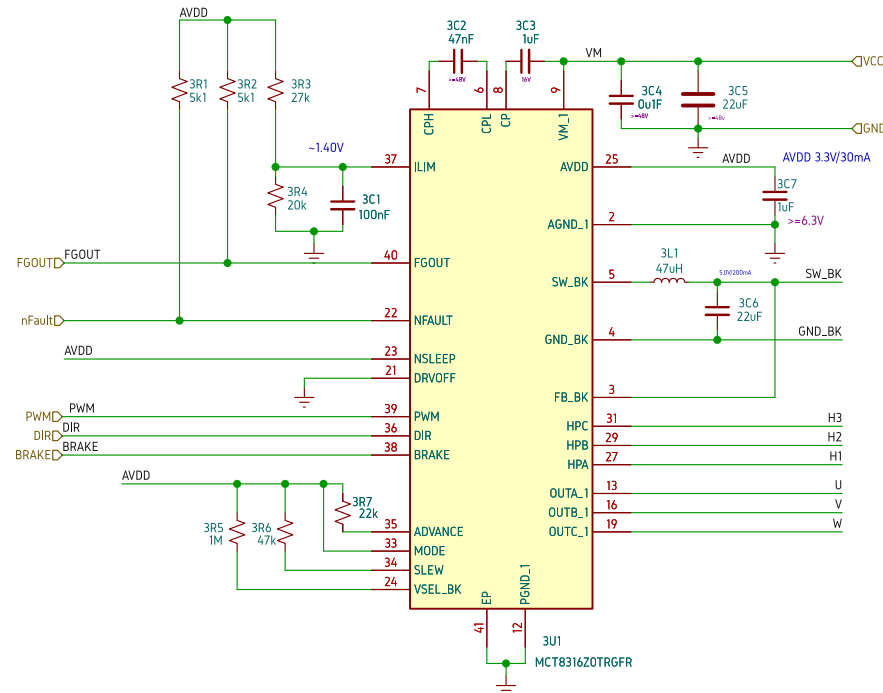 AVDD
3C2
47nF
>=48V
3C3
1uF
16V
VM
VCC
3R1
5k1
3R2
5k1
3R3
27k
7
6
8
9
3C4
0u1F
>=48V
3C5
22uF
>=48v
GND
CPH
CPL
CP
VM_1
~1.40V
37
ILIM
AVDD
25
AVDD
AVDD 3.3V/30mA
3R4
20k
3C1
100nF
3C7
1uF
>=6.3V
AGND_1
2
FGOUT
FGOUT
40
FGOUT
SW_BK
5
3L1
47uH
5.0V/200mA
SW_BK
3C6
22uF
nFault
22
NFAULT
GND_BK
4
GND_BK
AVDD
23
NSLEEP
21
DRVOFF
FB_BK
3
PWM
PWM
39
PWM
HPC
31
H3
DIR
DIR
36
DIR
HPB
29
H2
BRAKE
BRAKE
38
BRAKE
HPA
27
H1
AVDD
OUTA_1
13
U
3R7
22k
OUTB_1
16
V
3R5
1M
3R6
47k
35
ADVANCE
OUTC_1
19
W
33
MODE
34
SLEW
24
VSEL_BK
EP
PGND_1
41
12
3U1
MCT8316Z0TRGFR